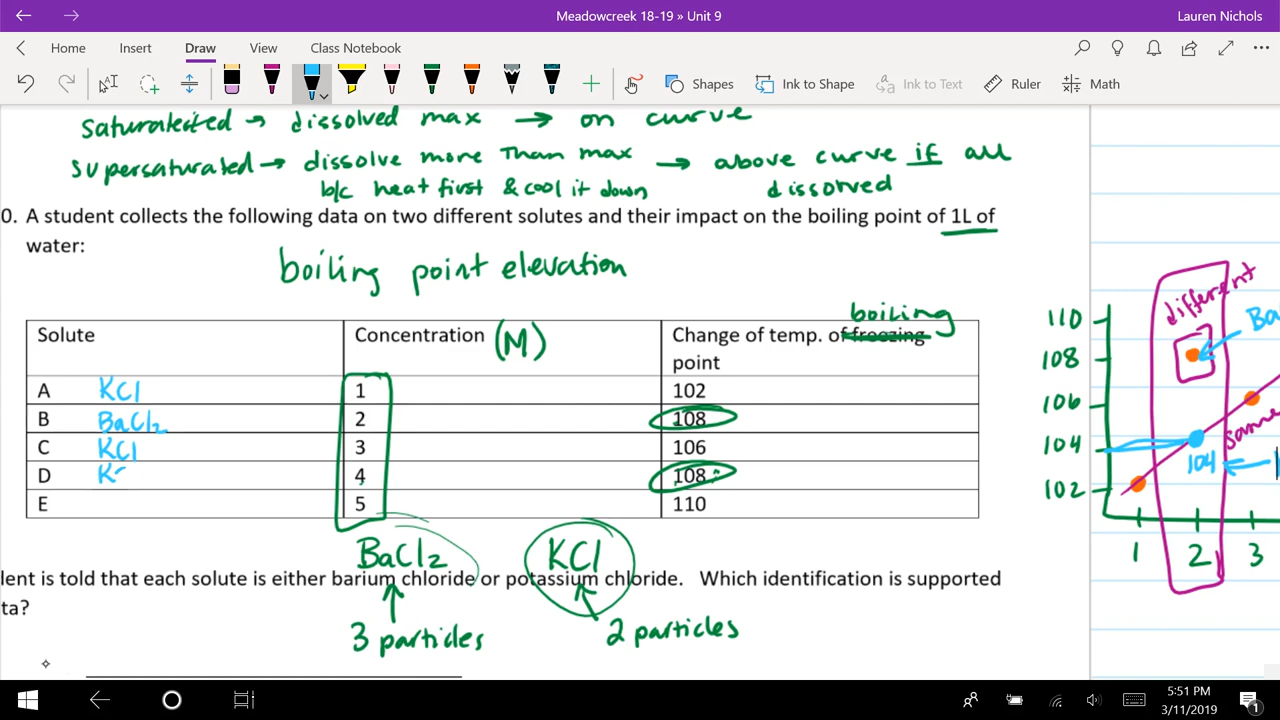 Meadowcreek 18-19 » Unit 9
Lauren Nichols
Home Insert Draw View Class Notebook
Shapes Ink to Shape Ink to Text Ruler Math
saturated → dissolved max → on curve
supersaturated → dissolve more than max → above curve if all
b/c heat first & cool it down dissolved
0. A student collects the following data on two different solutes and their impact on the boiling point of 1L of
water:
boiling point elevation
boiling
Solute Concentration (M) Change of temp. of freezing
point
A KCl 1 102
B BaCl2 2 108
C KCl 3 106
D K 4 108
E 5 110
BaCl2 KCl
lent is told that each solute is either barium chloride or potassium chloride. Which identification is supported
ta?
3 particles 2 particles
different
110
Ba
108
106
same
104
104
102
1 2 3
5:51 PM
3/11/2019
1